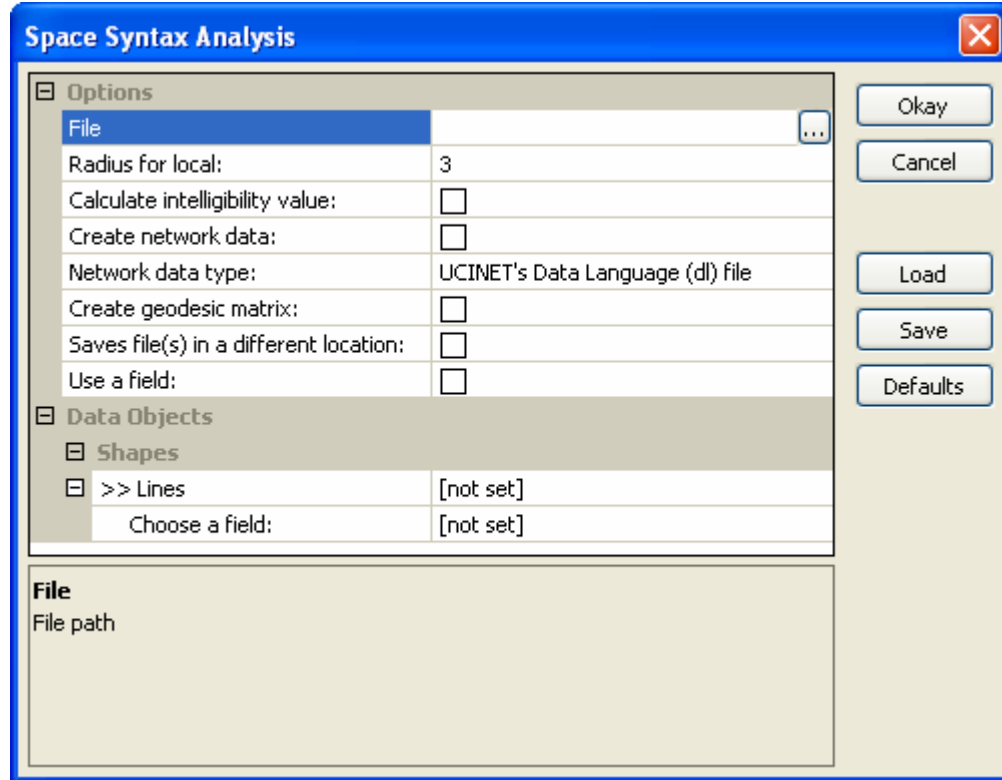 Space Syntax Analysis
Options
File ...
Radius for local: 3
Calculate intelligibility value:
Create network data:
Network data type: UCINET's Data Language (dl) file
Create geodesic matrix:
Saves file(s) in a different location:
Use a field:
Data Objects
Shapes
>> Lines [not set]
Choose a field: [not set]
File
File path
Okay
Cancel
Load
Save
Defaults